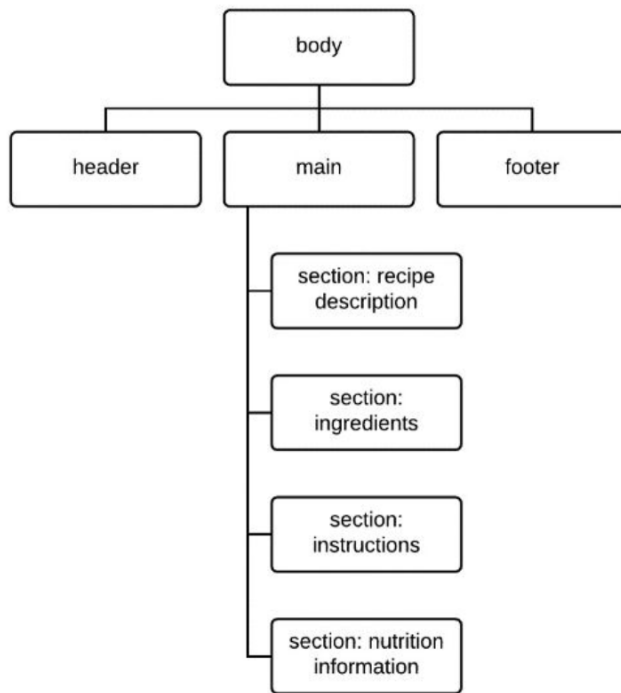 body
header
main
footer
section: recipe
description
section:
ingredients
section:
instructions
section: nutrition
information